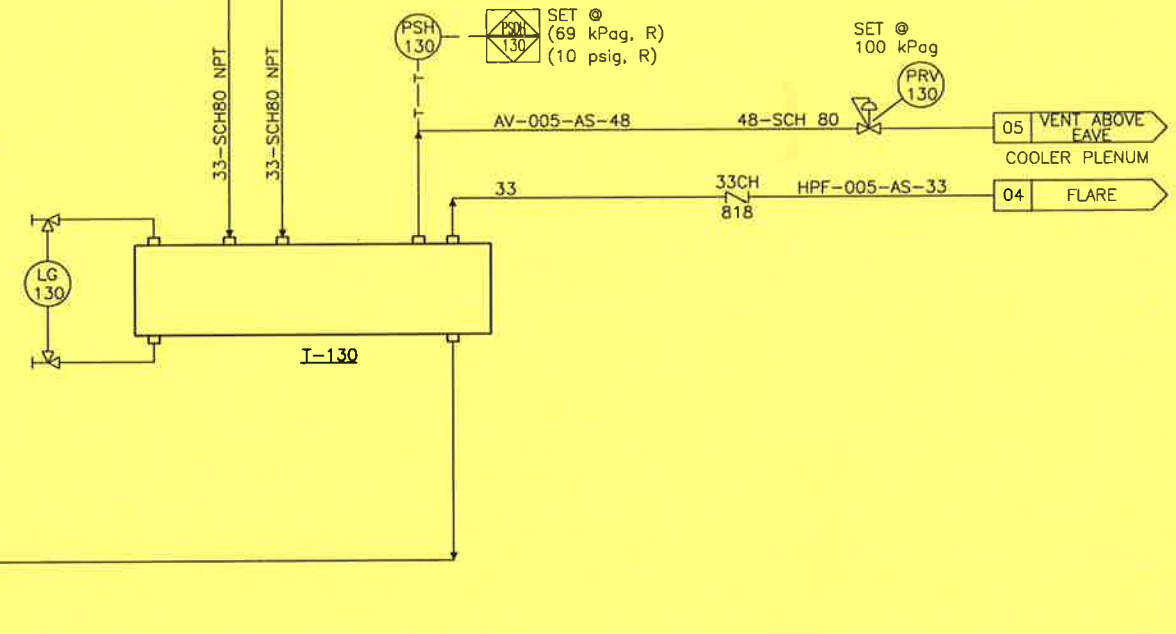 33-SCH80 NPT
33-SCH80 NPT
PSH
130
PSDH
130
SET @
(69 kPag, R)
(10 psig, R)
T
T
SET @
100 kPag
PRV
130
AV-005-AS-48
48-SCH 80
05
VENT ABOVE
EAVE
COOLER PLENUM
33
33CH
818
HPF-005-AS-33
04
FLARE
LG
130
T-130